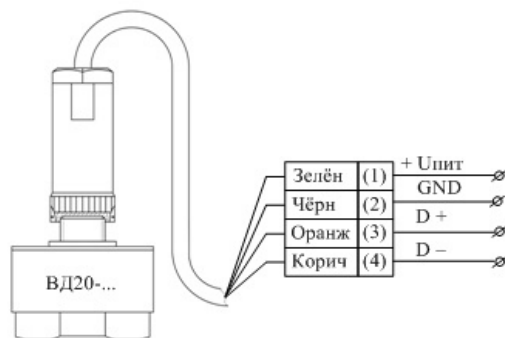 Зелён (1) + Uпит
Чёрн (2) GND
Оранж (3) D +
Корич (4) D –
ВД20-...